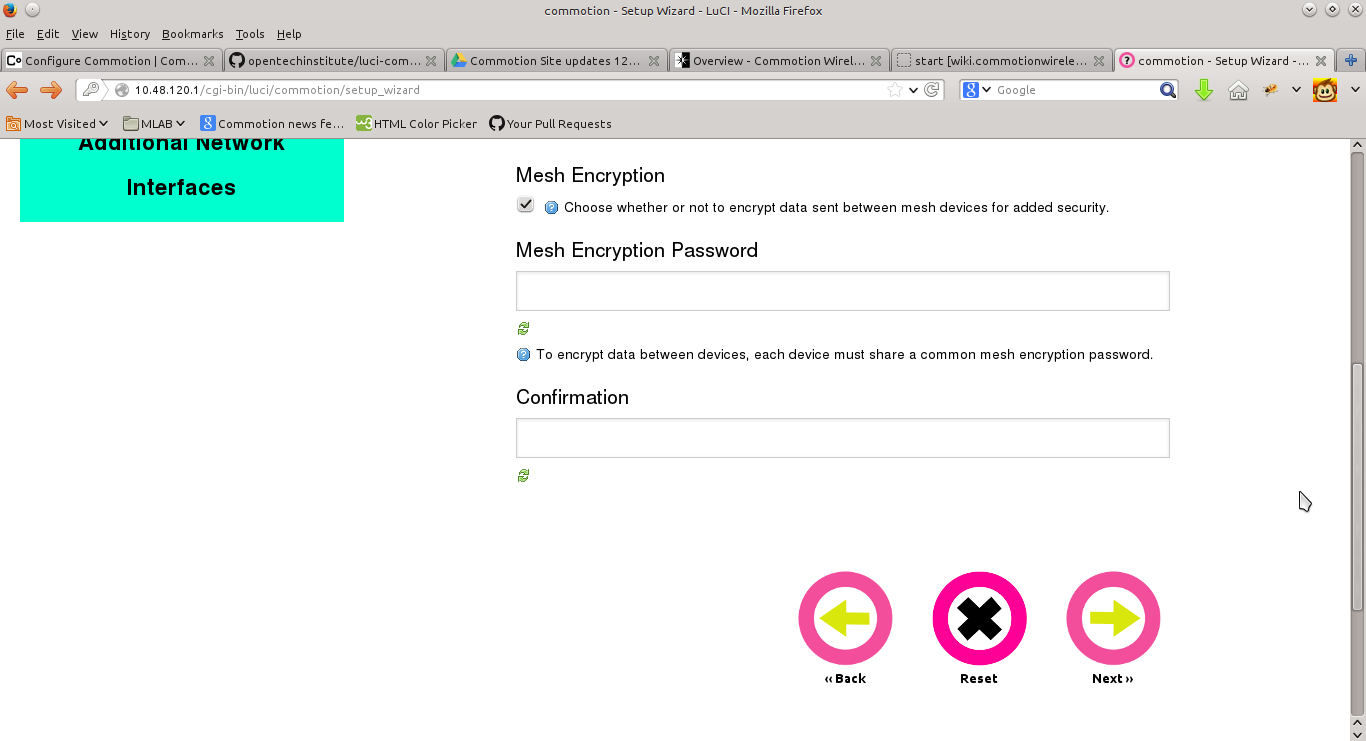 commotion - Setup Wizard - LuCI - Mozilla Firefox
File Edit View History Bookmarks Tools Help
Configure Commotion | Com... opentechinstitute/luci-com... Commotion Site updates 12... Overview - Commotion Wirel... start [wiki.commotionwirele... commotion - Setup Wizard - ...
10.48.120.1/cgi-bin/luci/commotion/setup_wizard Google
Most Visited MLAB Commotion news fe... HTML Color Picker Your Pull Requests
Additional Network
Interfaces
Mesh Encryption
Choose whether or not to encrypt data sent between mesh devices for added security.
Mesh Encryption Password
To encrypt data between devices, each device must share a common mesh encryption password.
Confirmation
‹‹ Back Reset Next ››